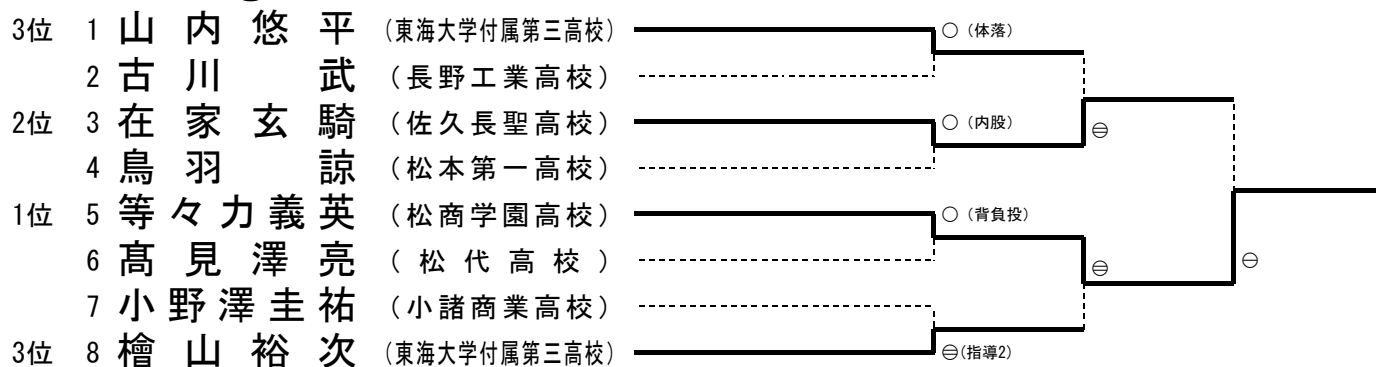 3位 1 山内悠平 (東海大学付属第三高校) ○ (体落)
2 古川武 (長野工業高校)
2位 3 在家玄騎 (佐久長聖高校) ○ (内股) ㊀
4 鳥羽諒 (松本第一高校)
1位 5 等々力義英 (松商学園高校) ○ (背負投)
6 髙見澤亮 (松代高校) ㊀ ㊀
7 小野澤圭祐 (小諸商業高校)
3位 8 檜山裕次 (東海大学付属第三高校) ㊀(指導2)